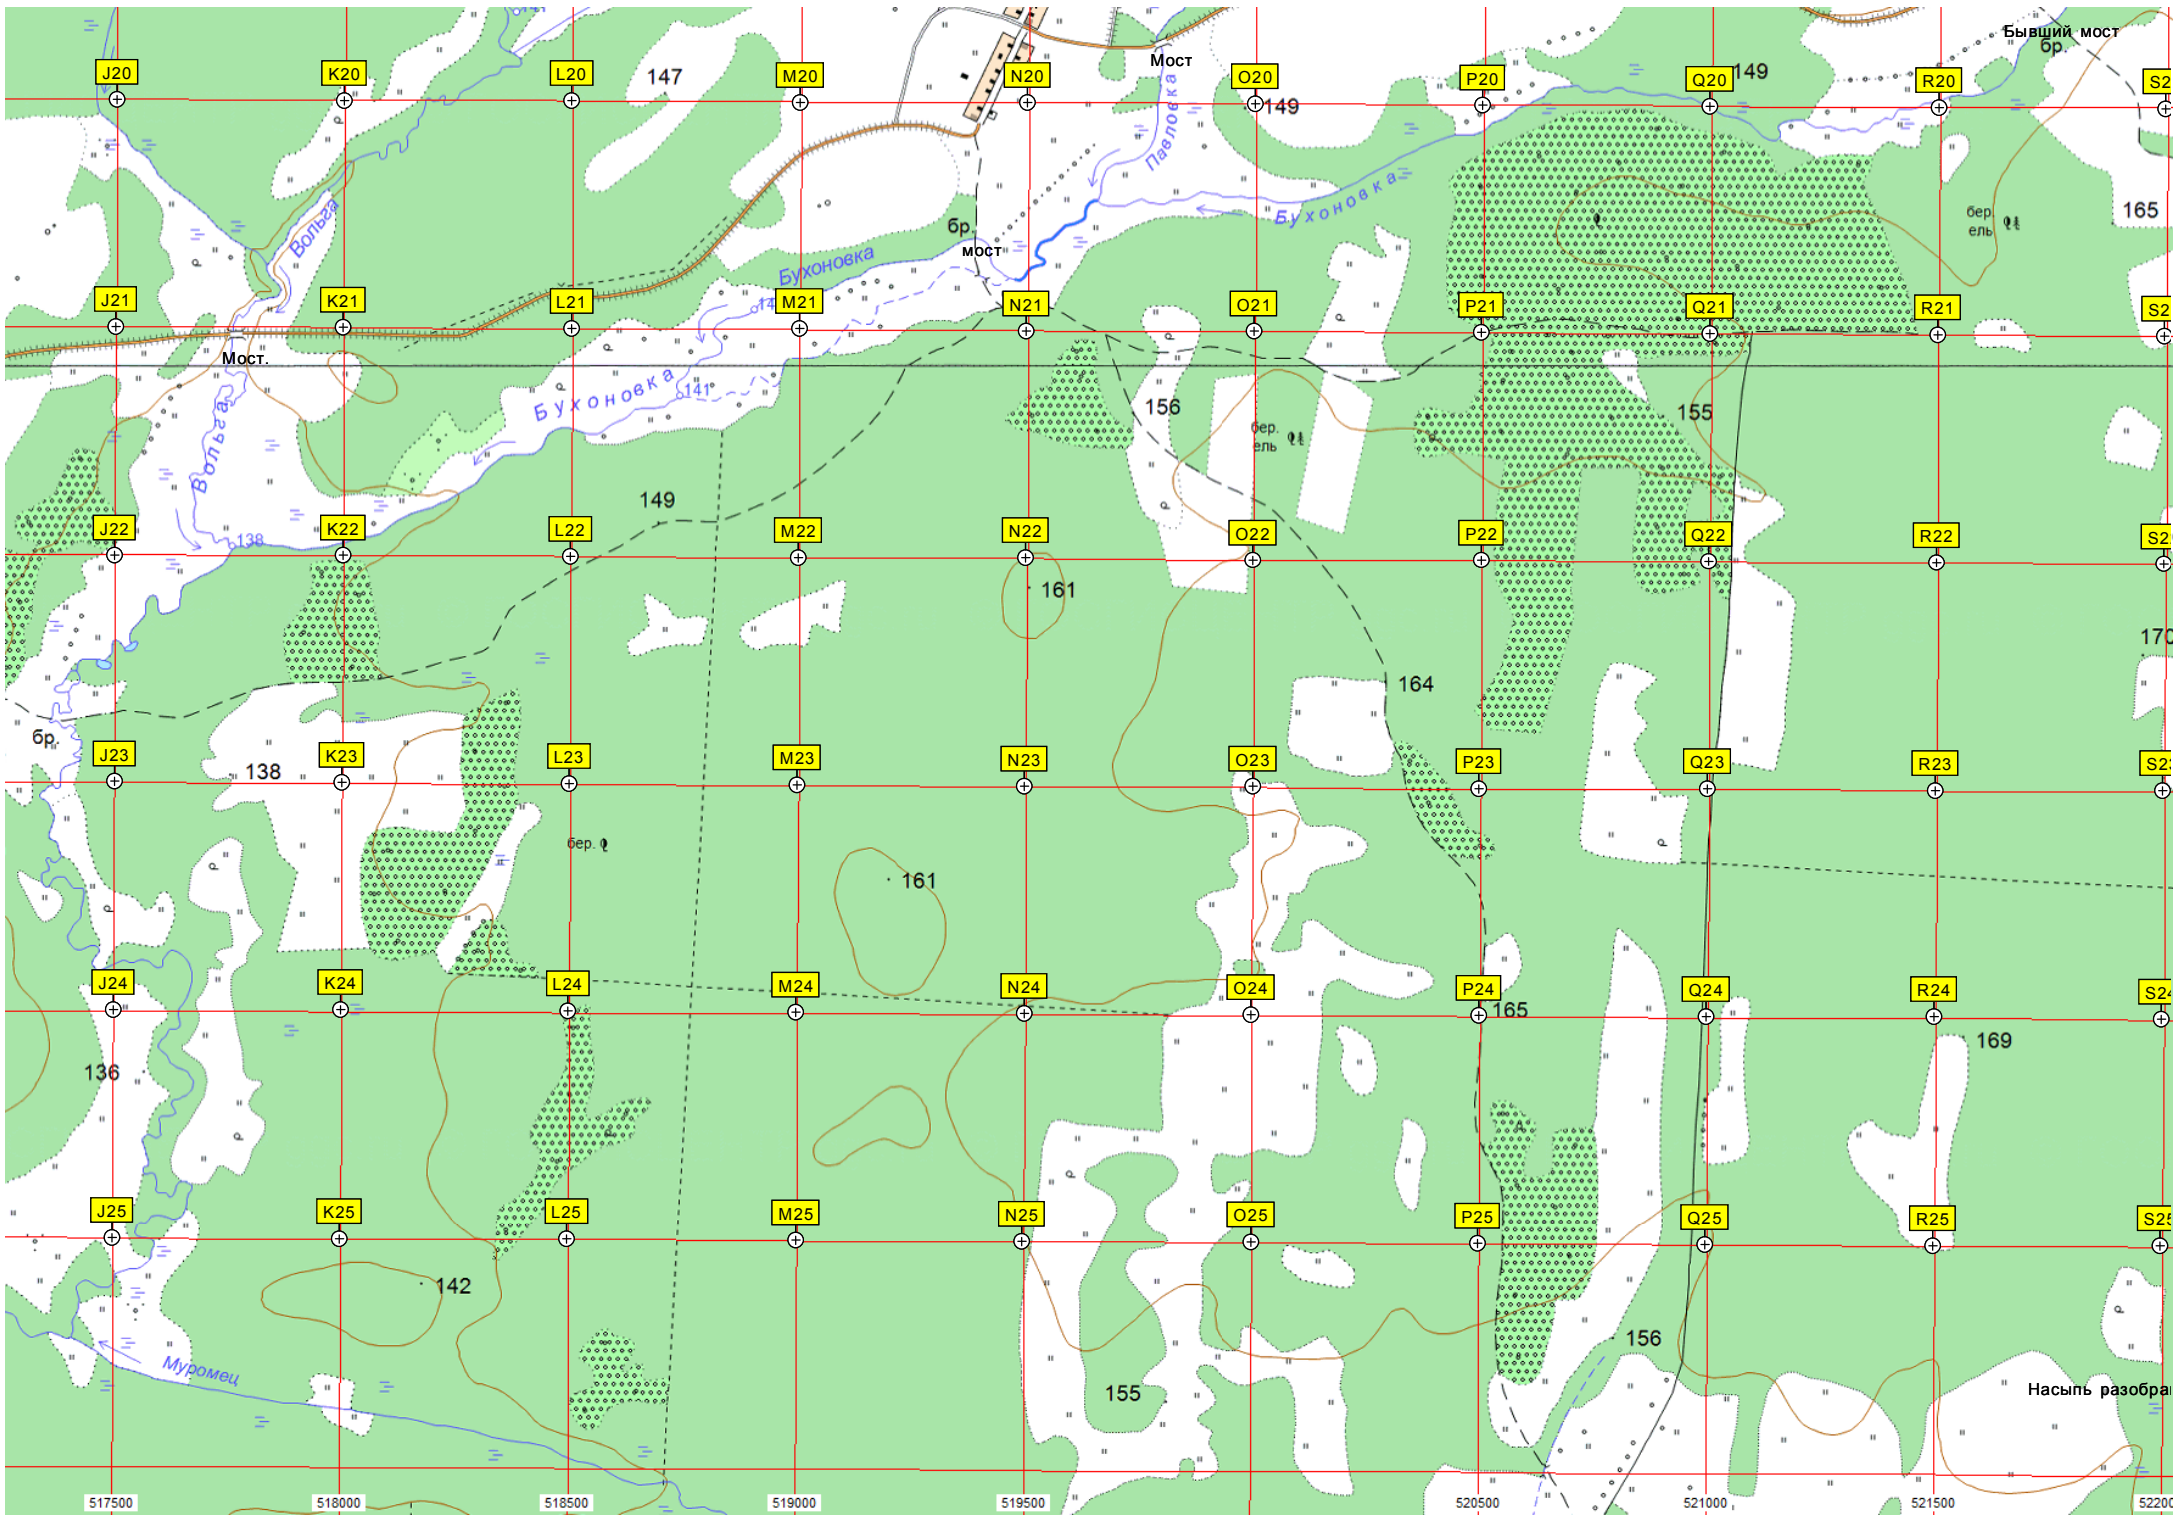 Бывший мост
бр.
Мост
J20
K20
L20
147
M20
N20
O20
149
P20
Q20
149
R20
Павловка
Бухоновка
165
бер.
ель
Вольга
бр.
мост
Бухоновка
J21
K21
L21
M21
N21
O21
P21
Q21
R21
Мост.
Бухоновка
141
156
155
бер.
ель
Вольга
149
J22
138
K22
L22
M22
N22
O22
P22
Q22
R22
161
170
164
бр.
J23
138
K23
L23
M23
N23
O23
P23
Q23
R23
бер.
161
J24
K24
L24
M24
N24
O24
P24
165
Q24
R24
S24
169
136
J25
K25
L25
M25
N25
O25
P25
Q25
R25
S25
142
156
Муромец
155
Насыпь разобра
517500
518000
518500
519000
519500
520500
521000
521500